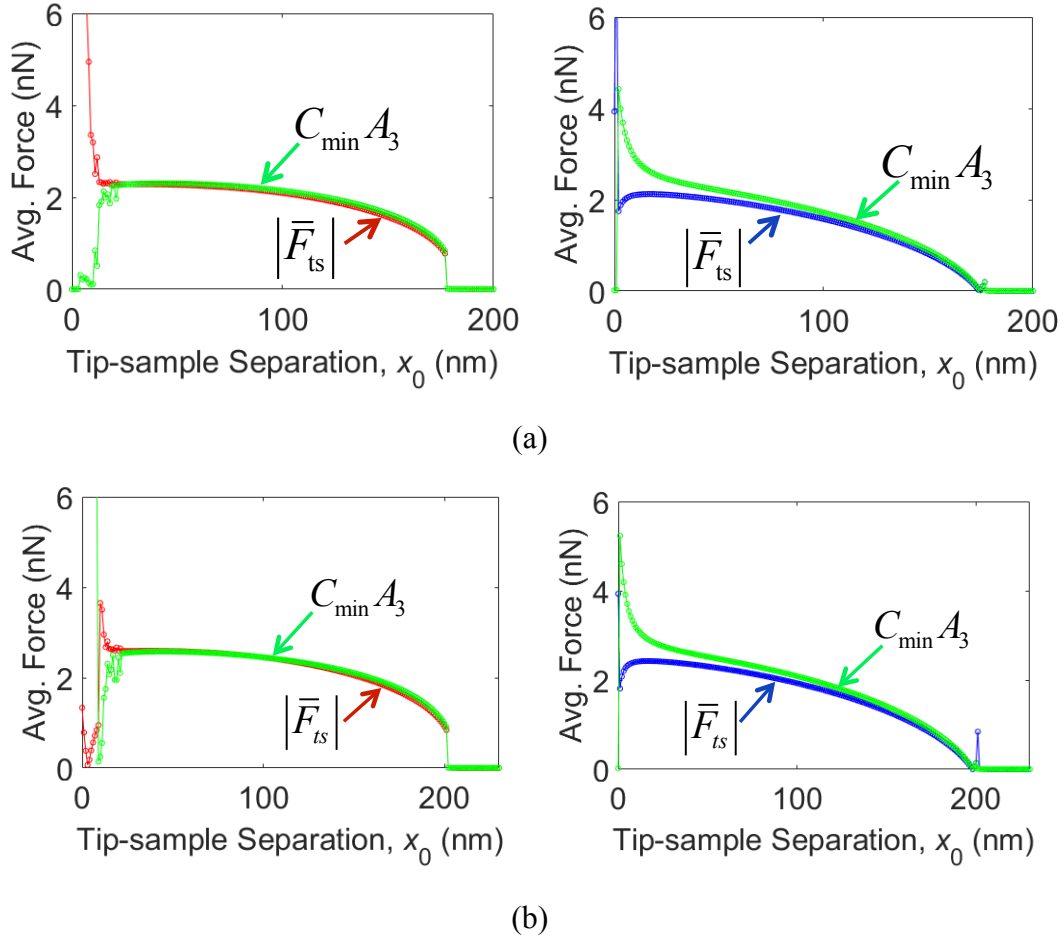 6
4
2
0
Avg. Force (nN)
C_min A_3
|F̅_ts|
0 100 200
Tip-sample Separation, x_0 (nm)
6
4
2
0
Avg. Force (nN)
C_min A_3
|F̅_ts|
0 100 200
Tip-sample Separation, x_0 (nm)
(a)
6
4
2
0
Avg. Force (nN)
C_min A_3
|F̅_ts|
0 100 200
Tip-sample Separation, x_0 (nm)
6
4
2
0
Avg. Force (nN)
C_min A_3
|F̅_ts|
0 100 200
Tip-sample Separation, x_0 (nm)
(b)